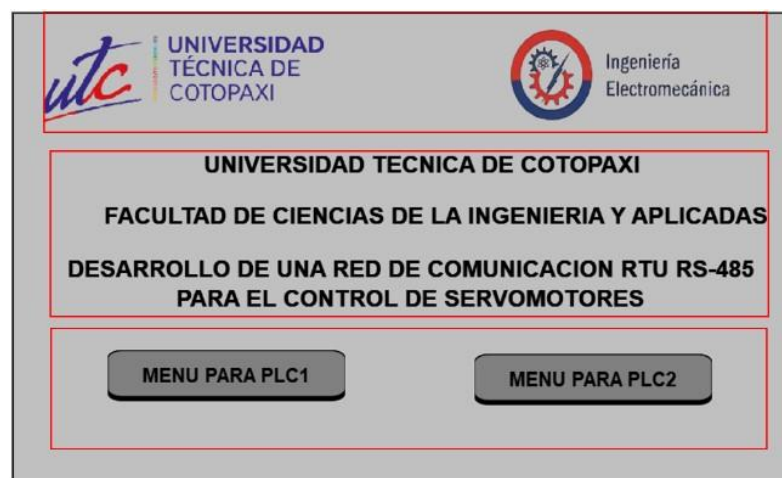 utc
UNIVERSIDAD
TÉCNICA DE
COTOPAXI
Ingeniería
Electromecánica
UNIVERSIDAD TECNICA DE COTOPAXI
FACULTAD DE CIENCIAS DE LA INGENIERIA Y APLICADAS
DESARROLLO DE UNA RED DE COMUNICACION RTU RS-485
PARA EL CONTROL DE SERVOMOTORES
MENU PARA PLC1
MENU PARA PLC2